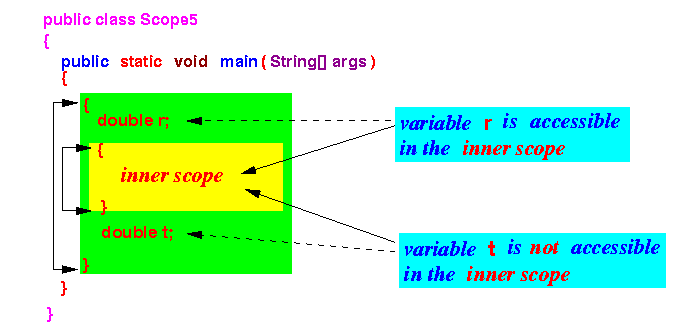 public class Scope5
{
public static void main ( String[] args )
{
{
double r;
variable r is accessible
in the inner scope
{
inner scope
}
double t;
variable t is not accessible
in the inner scope
}
}
}